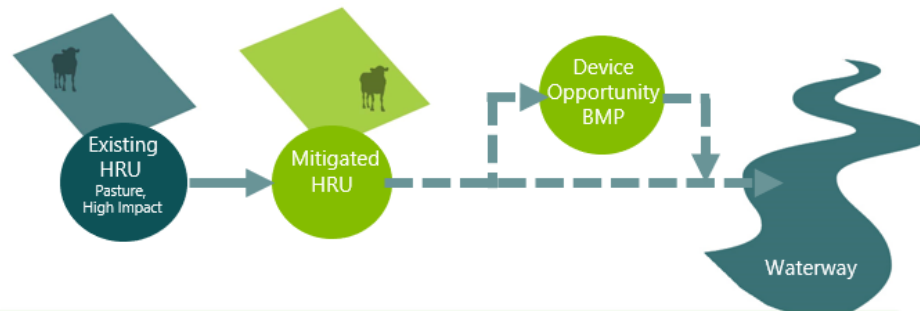 Existing
HRU
Pasture,
High Impact
Mitigated
HRU
Device
Opportunity
BMP
Waterway